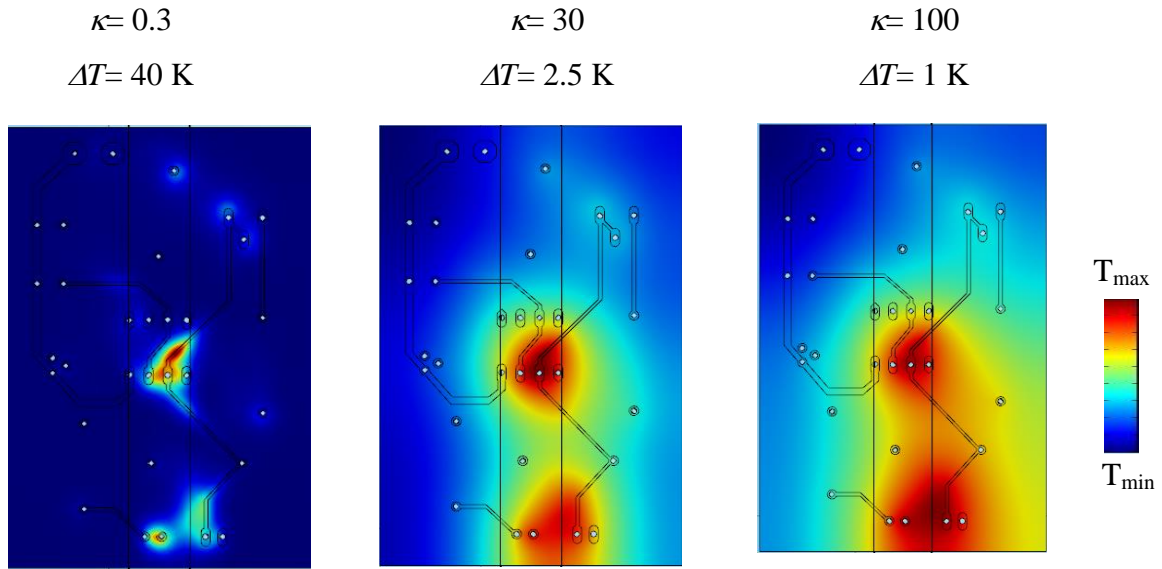 κ= 0.3
κ= 30
κ= 100
ΔT= 40 K
ΔT= 2.5 K
ΔT= 1 K
Tmax
Tmin